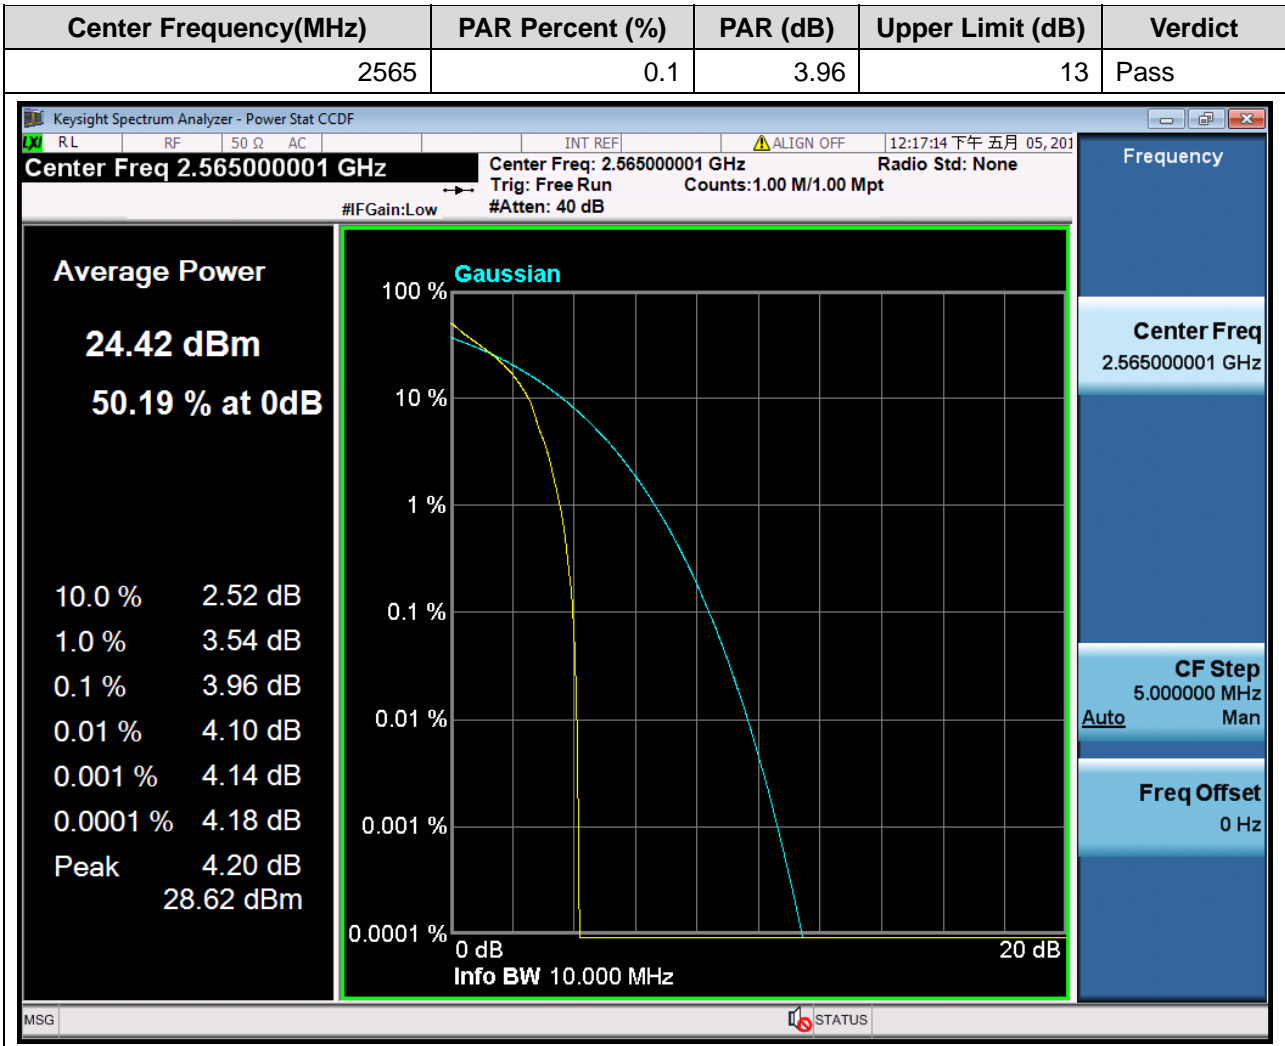 Center Frequency(MHz) PAR Percent (%) PAR (dB) Upper Limit (dB) Verdict
2565 0.1 3.96 13 Pass
Keysight Spectrum Analyzer - Power Stat CCDF
LXI RL RF 50 Ω AC INT REF ALIGN OFF 12:17:14 下午 五月 05, 201
Center Freq 2.565000001 GHz
Center Freq: 2.565000001 GHz Radio Std: None
Trig: Free Run Counts:1.00 M/1.00 Mpt
#IFGain:Low #Atten: 40 dB
Average Power
24.42 dBm
50.19 % at 0dB
10.0 % 2.52 dB
1.0 % 3.54 dB
0.1 % 3.96 dB
0.01 % 4.10 dB
0.001 % 4.14 dB
0.0001 % 4.18 dB
Peak 4.20 dB
28.62 dBm
Gaussian
100 %
10 %
1 %
0.1 %
0.01 %
0.001 %
0.0001 %
0 dB 20 dB
Info BW 10.000 MHz
Frequency
Center Freq
2.565000001 GHz
CF Step
5.000000 MHz
Auto Man
Freq Offset
0 Hz
MSG STATUS